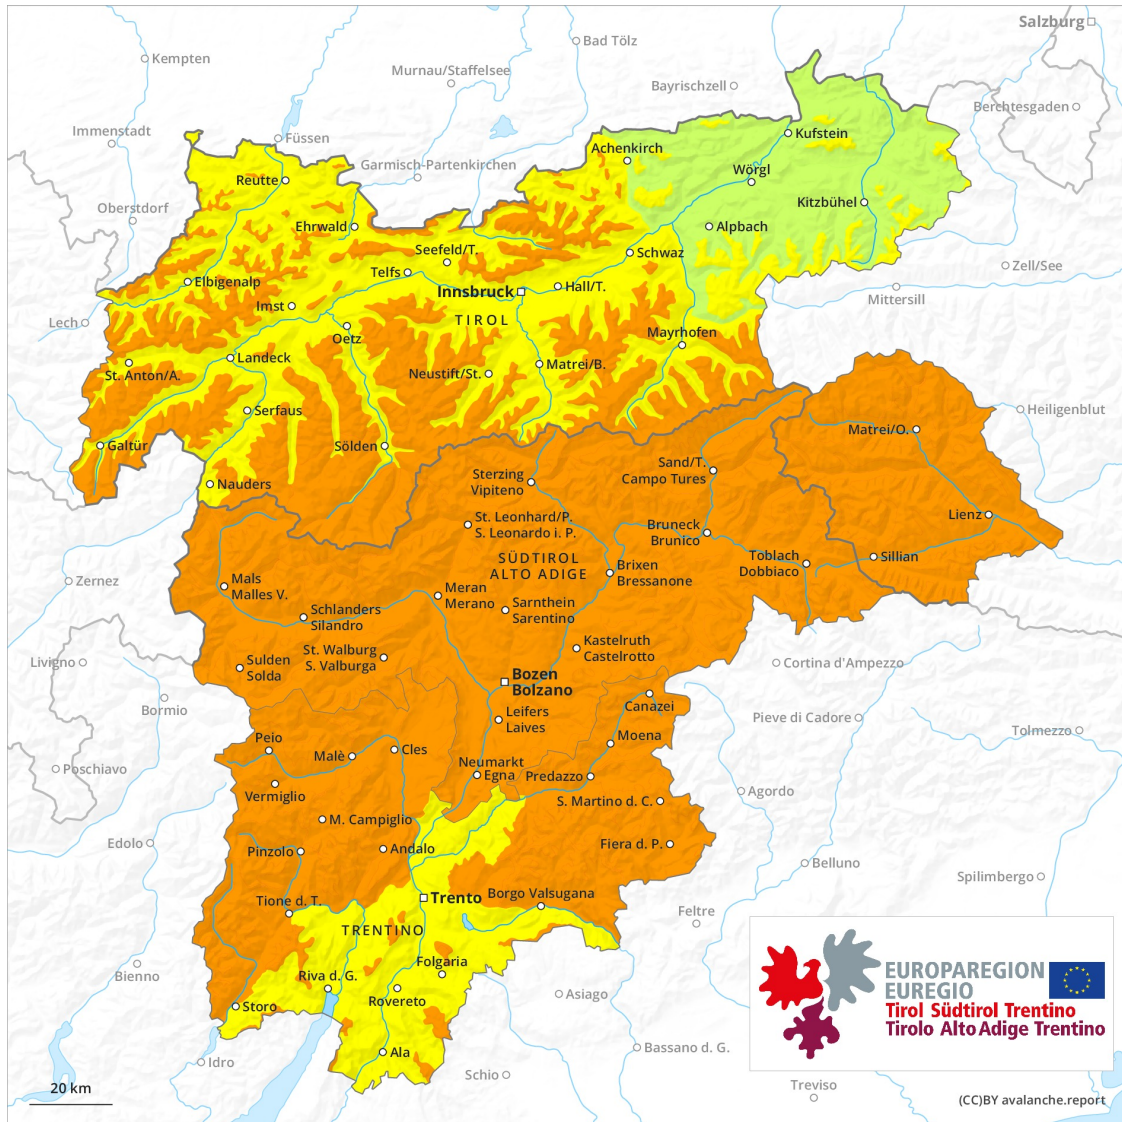 Salzburg
Bad Tölz
Kempten
Murnau/Staffelsee
Bayrischzell
Berchtesgaden
Immenstadt
Füssen
Kufstein
Achenkirch
Garmisch-Partenkirchen
Wörgl
Reutte
Kitzbühel
Oberstdorf
Ehrwald
Alpbach
Seefeld/T.
Schwaz
Zell/See
Telfs
Elbigenalp
Innsbruck
Hall/T.
Mittersill
Imst
TIROL
Lech
Oetz
Mayrhofen
Landeck
Matrei/B.
St. Anton/A.
Neustift/St.
Serfaus
Heiligenblut
Matrei/O.
Galtür
Sölden
Sand/T.
Campo Tures
Sterzing
Vipiteno
Nauders
Lienz
St. Leonhard/P.
S. Leonardo i. P.
Bruneck
Brunico
SÜDTIROL
ALTO ADIGE
Toblach
Dobbiaco
Sillian
Brixen
Bressanone
Zernez
Mals
Malles V.
Meran
Merano
Schlanders
Silandro
Sarnthein
Sarentino
Kastelruth
Castelrotto
St. Walburg
S. Valburga
Livigno
Sulden
Solda
Cortina d'Ampezzo
Bozen
Bolzano
Bormio
Canazei
Leifers
Laives
Pieve di Cadore
Tolmezzo
Peio
Moena
Malè
Cles
Poschiavo
Neumarkt
Egna
Predazzo
Vermiglio
Agordo
S. Martino d. C.
M. Campiglio
Edolo
Pinzolo
Andalo
Fiera d. P.
Belluno
Spilimbergo
Trento
Borgo Valsugana
Tione d. T.
Feltre
TRENTINO
Folgaria
Bienno
Riva d. G.
Rovereto
Asiago
Storo
Ala
Bassano d. G.
Idro
Schio
Treviso
EUROPAREGION
EUREGIO
Tirol Südtirol Trentino
Tirolo Alto Adige Trentino
20 km
(CC)BY avalanche.report